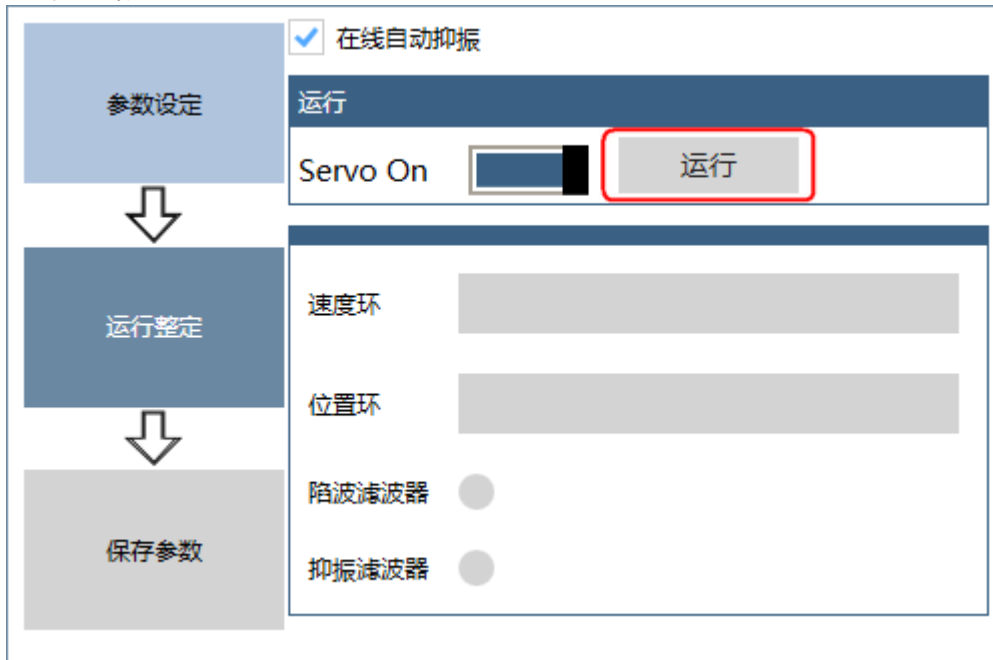 在线自动抑振
参数设定
运行
Servo On
运行
运行整定
速度环
位置环
陷波滤波器
保存参数
抑振滤波器